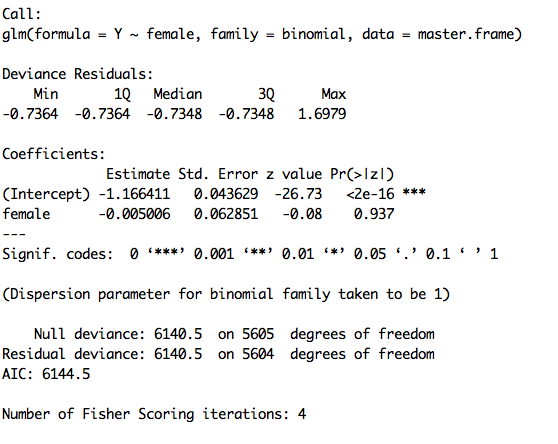 Call:
glm(formula = Y ~ female, family = binomial, data = master.frame)
Deviance Residuals:
Min 1Q Median 3Q Max
-0.7364 -0.7364 -0.7348 -0.7348 1.6979
Coefficients:
Estimate Std. Error z value Pr(>|z|)
(Intercept) -1.166411 0.043629 -26.73 <2e-16 ***
female -0.005006 0.062851 -0.08 0.937
---
Signif. codes: 0 ‘***’ 0.001 ‘**’ 0.01 ‘*’ 0.05 ‘.’ 0.1 ‘ ’ 1
(Dispersion parameter for binomial family taken to be 1)
Null deviance: 6140.5 on 5605 degrees of freedom
Residual deviance: 6140.5 on 5604 degrees of freedom
AIC: 6144.5
Number of Fisher Scoring iterations: 4